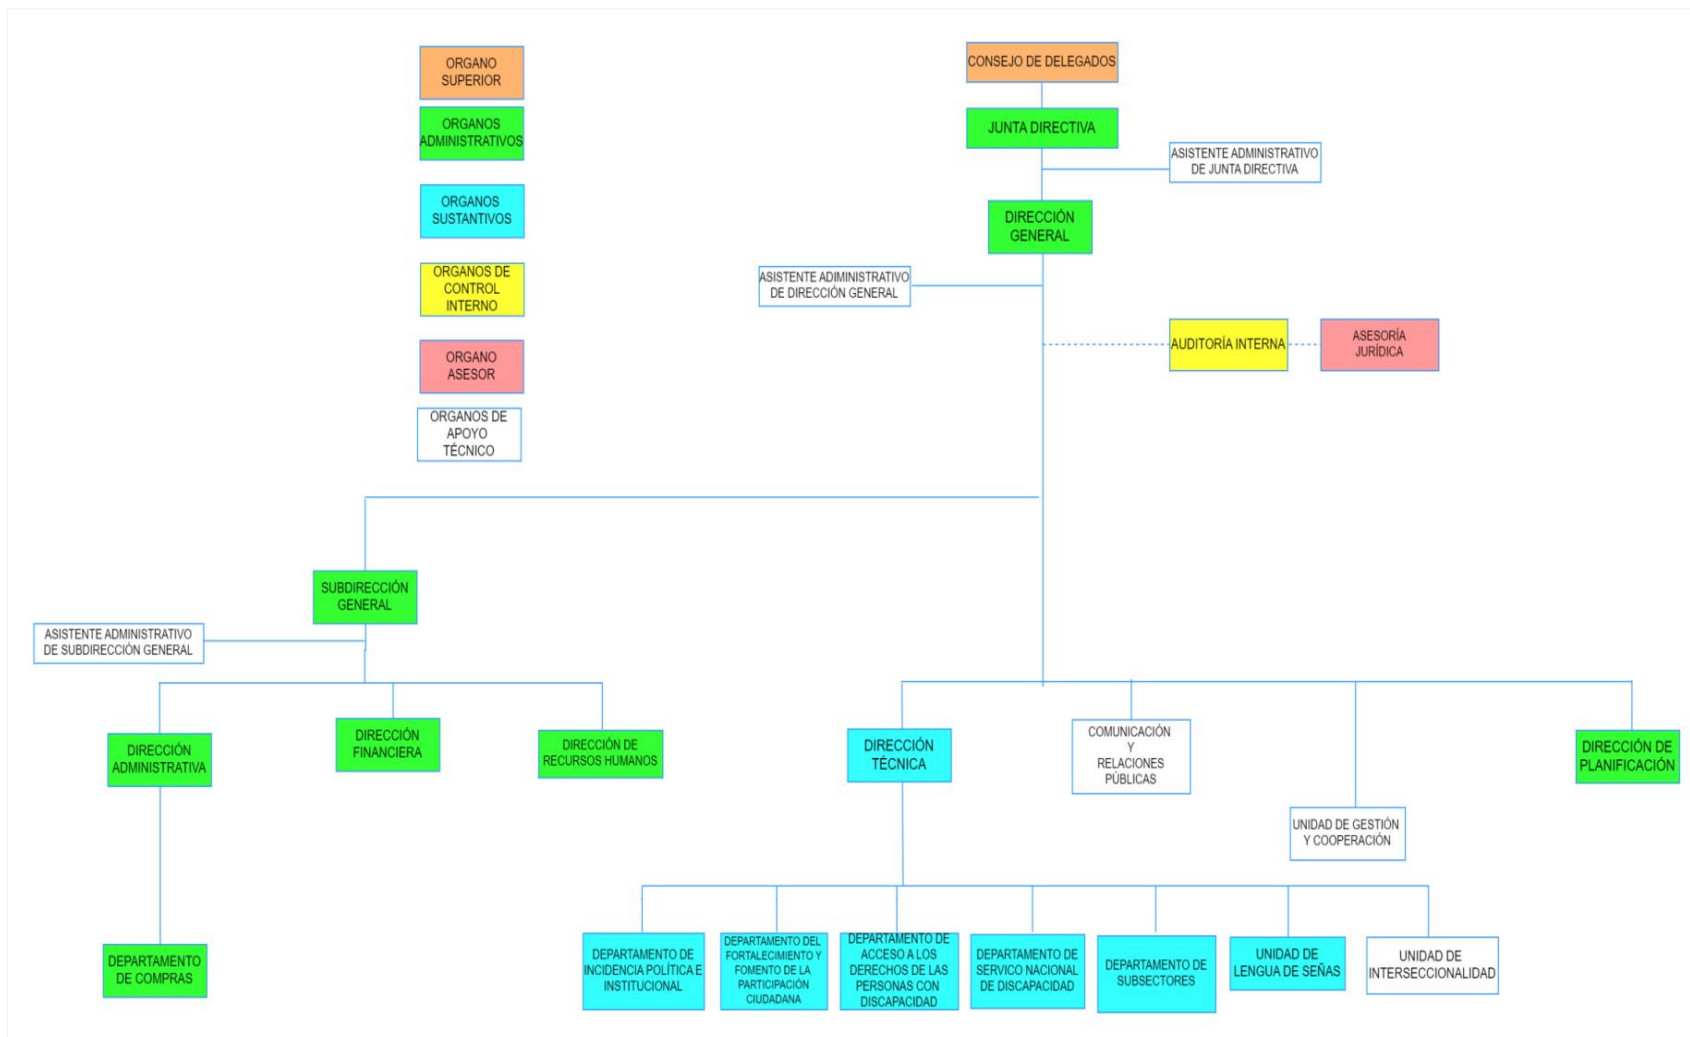 ORGANO
SUPERIOR
ORGANOS
ADMINISTRATIVOS
ORGANOS
SUSTANTIVOS
ORGANOS DE
CONTROL
INTERNO
ORGANO
ASESOR
ORGANOS DE
APOYO
TÉCNICO
CONSEJO DE DELEGADOS
JUNTA DIRECTIVA
ASISTENTE ADMINISTRATIVO
DE JUNTA DIRECTIVA
DIRECCIÓN
GENERAL
ASISTENTE ADIMINISTRATIVO
DE DIRECCIÓN GENERAL
AUDITORÍA INTERNA
ASESORÍA
JURÍDICA
SUBDIRECCIÓN
GENERAL
ASISTENTE ADMINISTRATIVO
DE SUBDIRECCIÓN GENERAL
DIRECCIÓN
ADMINISTRATIVA
DIRECCIÓN
FINANCIERA
DIRECCIÓN DE
RECURSOS HUMANOS
DIRECCIÓN
TÉCNICA
COMUNICACIÓN
Y
RELACIONES
PÚBLICAS
UNIDAD DE GESTIÓN
Y COOPERACIÓN
DIRECCIÓN DE
PLANIFICACIÓN
DEPARTAMENTO
DE COMPRAS
DEPARTAMENTO DE
INCIDENCIA POLÍTICA E
INSTITUCIONAL
DEPARTAMENTO DEL
FORTALECIMIENTO Y
FOMENTO DE LA
PARTICIPACIÓN
CIUDADANA
DEPARTAMENTO DE
ACCESO A LOS
DERECHOS DE LAS
PERSONAS CON
DISCAPACIDAD
DEPARTAMENTO DE
SERVICO NACIONAL
DE DISCAPACIDAD
DEPARTAMENTO DE
SUBSECTORES
UNIDAD DE
LENGUA DE SEÑAS
UNIDAD DE
INTERSECCIONALIDAD